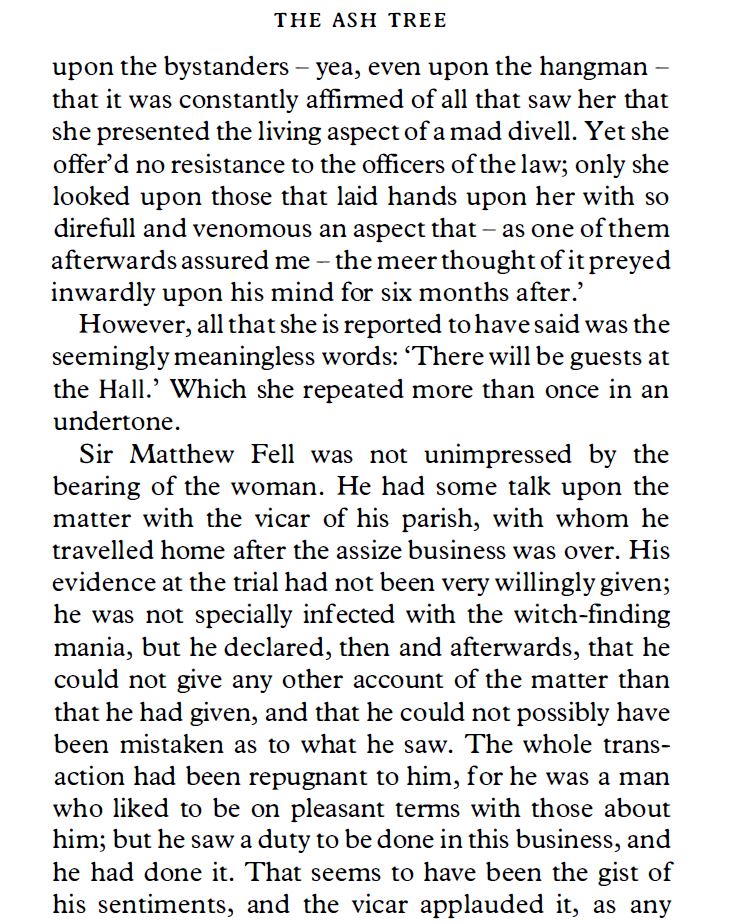 THE ASH TREE
upon the bystanders – yea, even upon the hangman –
that it was constantly affirmed of all that saw her that
she presented the living aspect of a mad divell. Yet she
offer’d no resistance to the officers of the law; only she
looked upon those that laid hands upon her with so
direfull and venomous an aspect that – as one of them
afterwards assured me – the meer thought of it preyed
inwardly upon his mind for six months after.’
However, all that she is reported to have said was the
seemingly meaningless words: ‘There will be guests at
the Hall.’ Which she repeated more than once in an
undertone.
Sir Matthew Fell was not unimpressed by the
bearing of the woman. He had some talk upon the
matter with the vicar of his parish, with whom he
travelled home after the assize business was over. His
evidence at the trial had not been very willingly given;
he was not specially infected with the witch-finding
mania, but he declared, then and afterwards, that he
could not give any other account of the matter than
that he had given, and that he could not possibly have
been mistaken as to what he saw. The whole trans-
action had been repugnant to him, for he was a man
who liked to be on pleasant terms with those about
him; but he saw a duty to be done in this business, and
he had done it. That seems to have been the gist of
his sentiments, and the vicar applauded it, as any